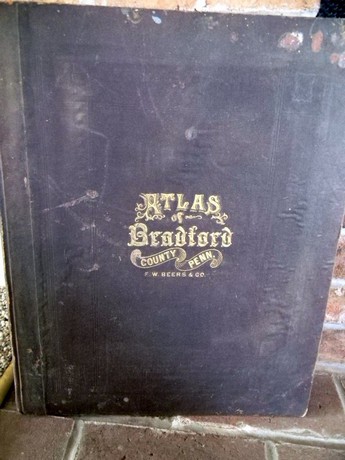 ATLAS
of
Bradford
COUNTY PENN.
F.W. BEERS & CO.